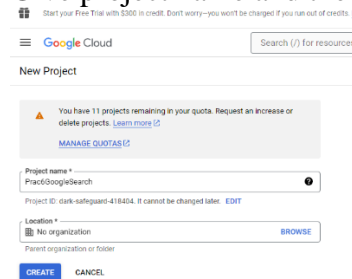 Start your Free Trial with $300 in credit. Don't worry—you won't be charged if you run out of credits.
Google Cloud
Search (/) for resources
New Project
You have 11 projects remaining in your quota. Request an increase or
delete projects. Learn more
MANAGE QUOTAS
Project name *
Prac6GoogleSearch
Project ID: dark-safeguard-418404. It cannot be changed later. EDIT
Location *
No organization
BROWSE
Parent organization or folder
CREATE CANCEL